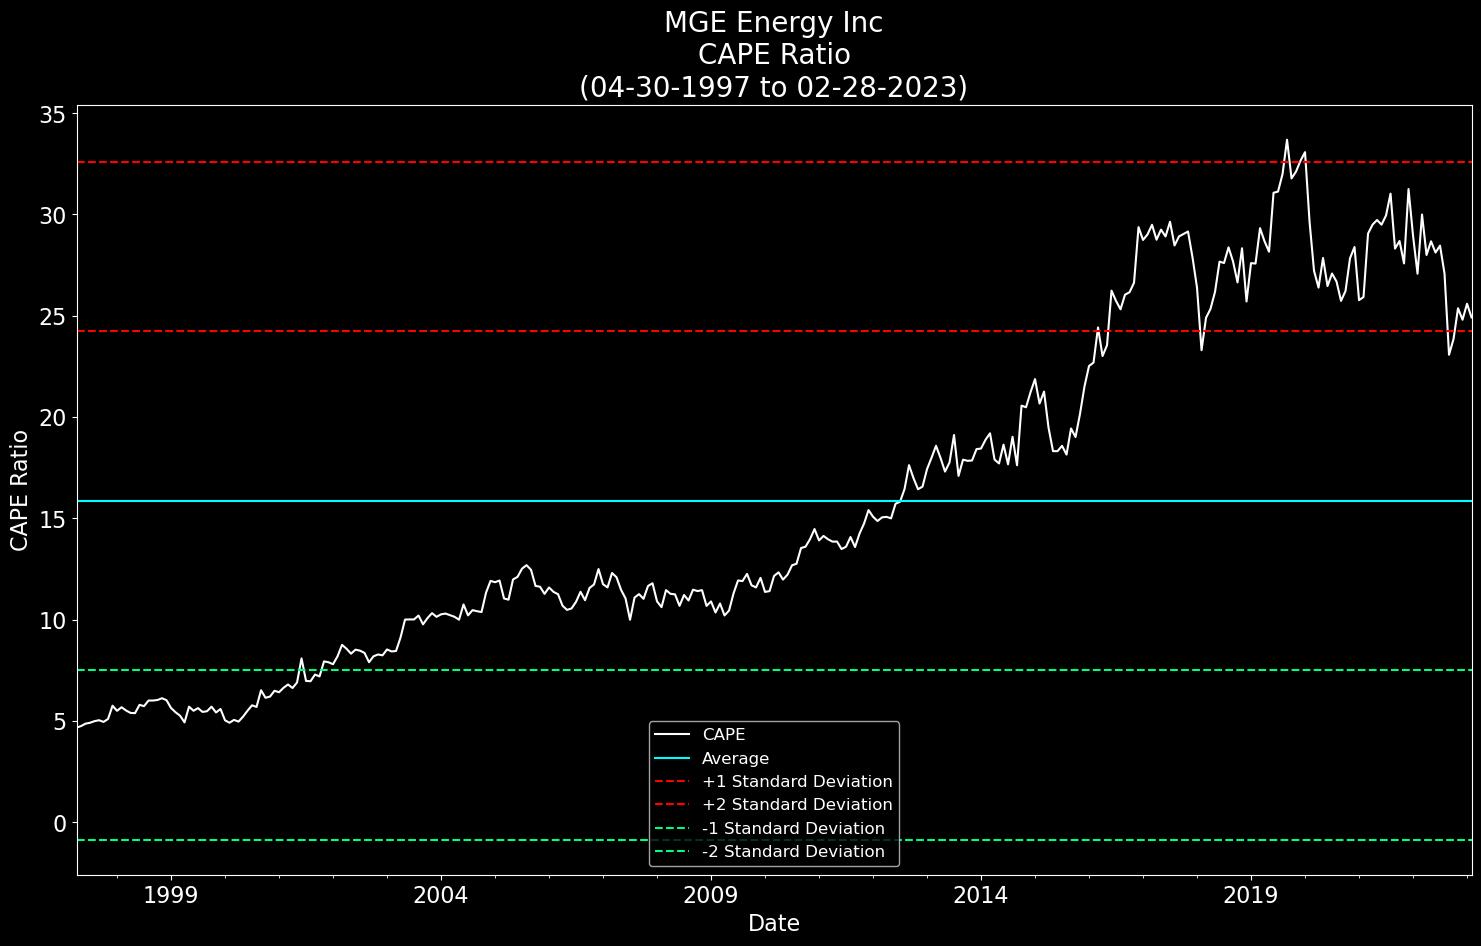 MGE Energy Inc
CAPE Ratio
(04-30-1997 to 02-28-2023)
35
30
25
20
15
10
5
0
CAPE Ratio
CAPE
Average
+1 Standard Deviation
+2 Standard Deviation
-1 Standard Deviation
-2 Standard Deviation
1999 2004 2009 2014 2019
Date